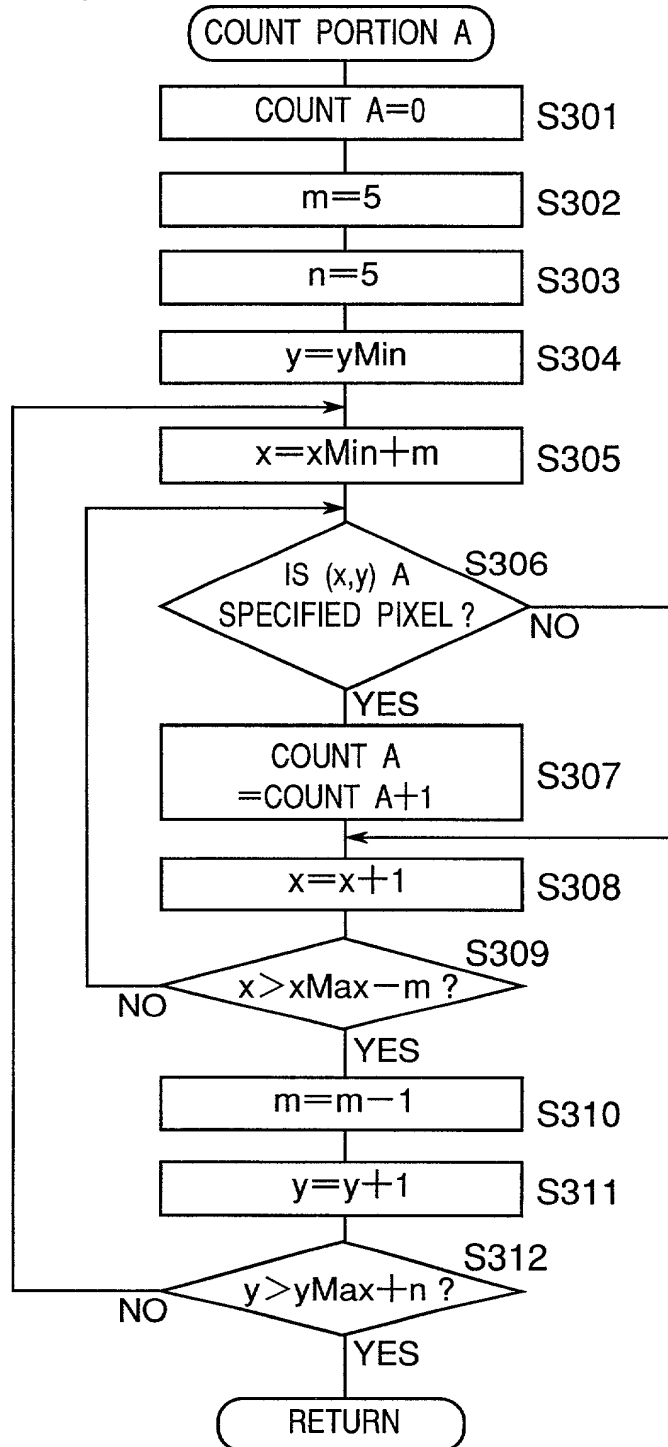 COUNT PORTION A
COUNT A=0
S301
m=5
S302
n=5
S303
y=yMin
S304
x=xMin+m
S305
S306
IS (x,y) A
SPECIFIED PIXEL ?
NO
YES
COUNT A
=COUNT A+1
S307
x=x+1
S308
S309
x>xMax-m ?
NO
YES
m=m-1
S310
y=y+1
S311
S312
y>yMax+n ?
NO
YES
RETURN